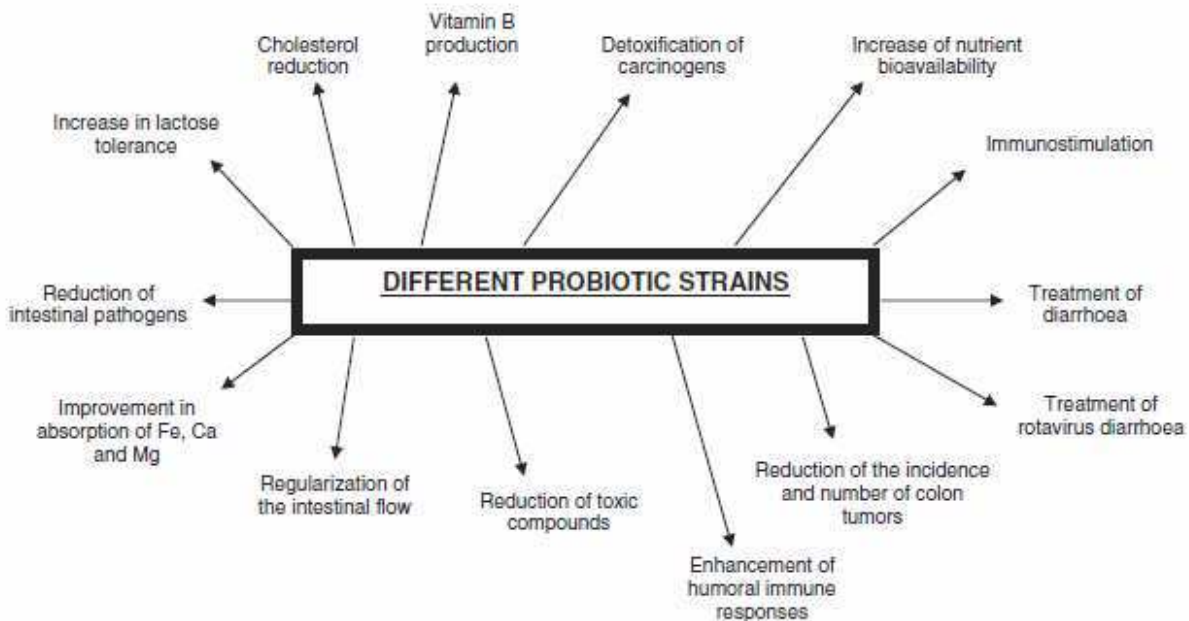 Vitamin B
production
Cholesterol
reduction
Detoxification of
carcinogens
Increase of nutrient
bioavailability
Increase in lactose
tolerance
Immunostimulation
DIFFERENT PROBIOTIC STRAINS
Reduction of
intestinal pathogens
Treatment of
diarrhoea
Improvement in
absorption of Fe, Ca
and Mg
Treatment of
rotavirus diarrhoea
Regularization of
the intestinal flow
Reduction of toxic
compounds
Reduction of the incidence
and number of colon
tumors
Enhancement of
humoral immune
responses